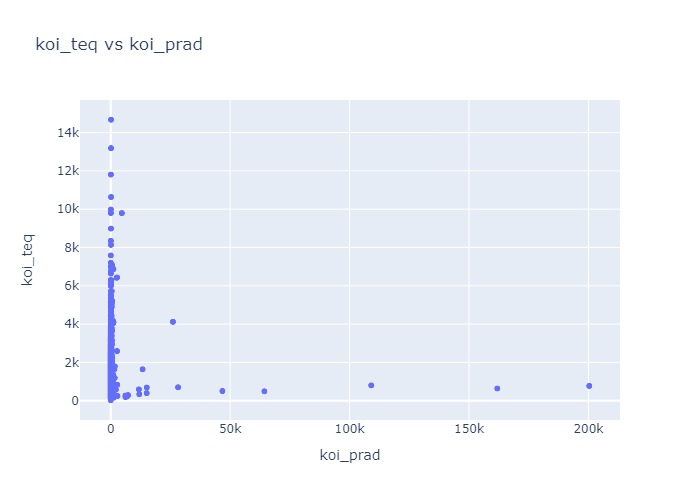 koi_teq vs koi_prad
14k
12k
10k
8k
6k
4k
2k
0
koi_teq
0
50k
100k
150k
200k
koi_prad